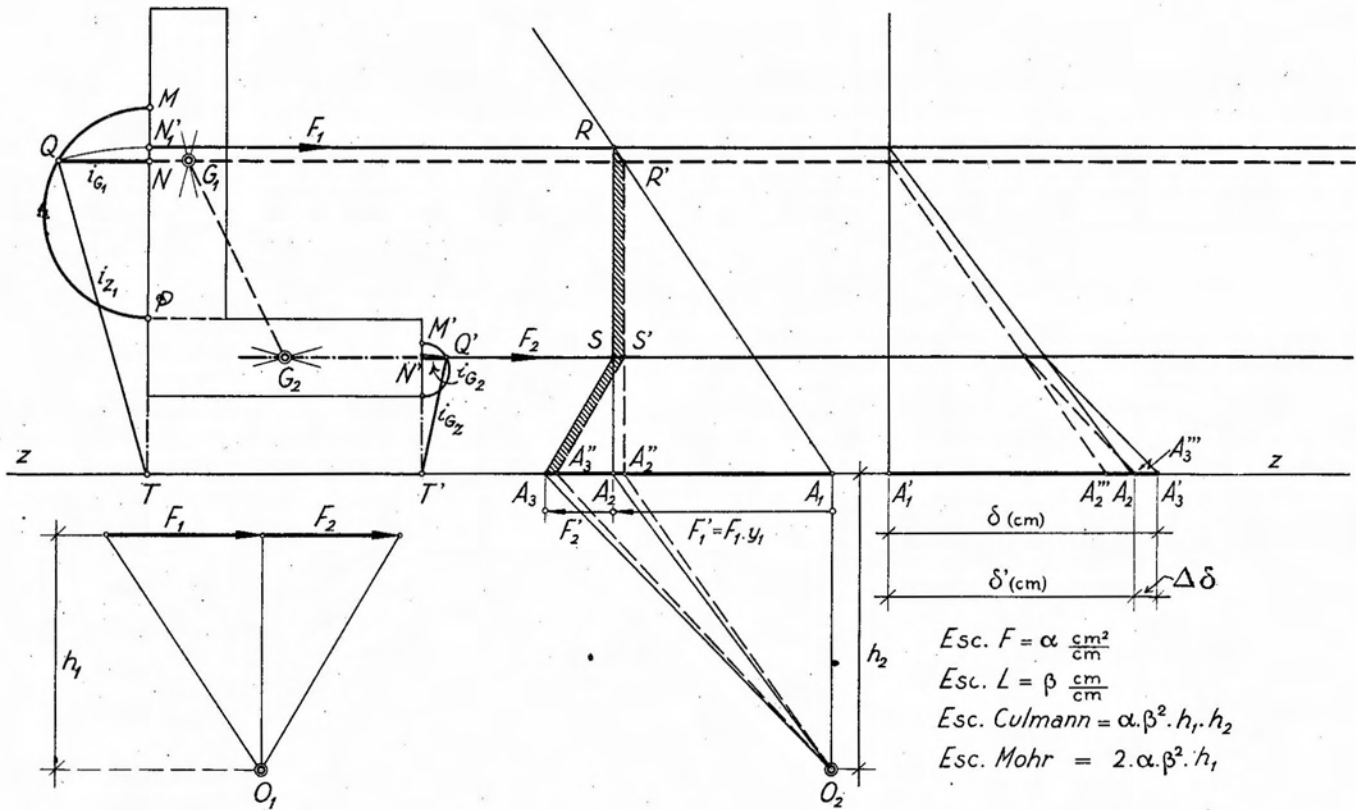 M
N₁'
F₁
R
Q
i_G₁
N
G₁
R'
i_z₁
P
M'
S
S'
Q'
F₂
N'
i_G₂
G₂
i_G_z
z
A₃''
A₂''
A₃'''
z
T
T'
A₃
A₂
A₁
A₁'
A₂'''
A₂
A₃'
F₁
F₂
F₂'
F₁'=F₁.y₁
δ (cm)
δ' (cm)
Δδ
h₁
h₂
Esc. F = α cm²/cm
Esc. L = β cm/cm
Esc. Culmann = α.β².h₁.h₂
Esc. Mohr = 2.α.β².h₁
O₁
O₂